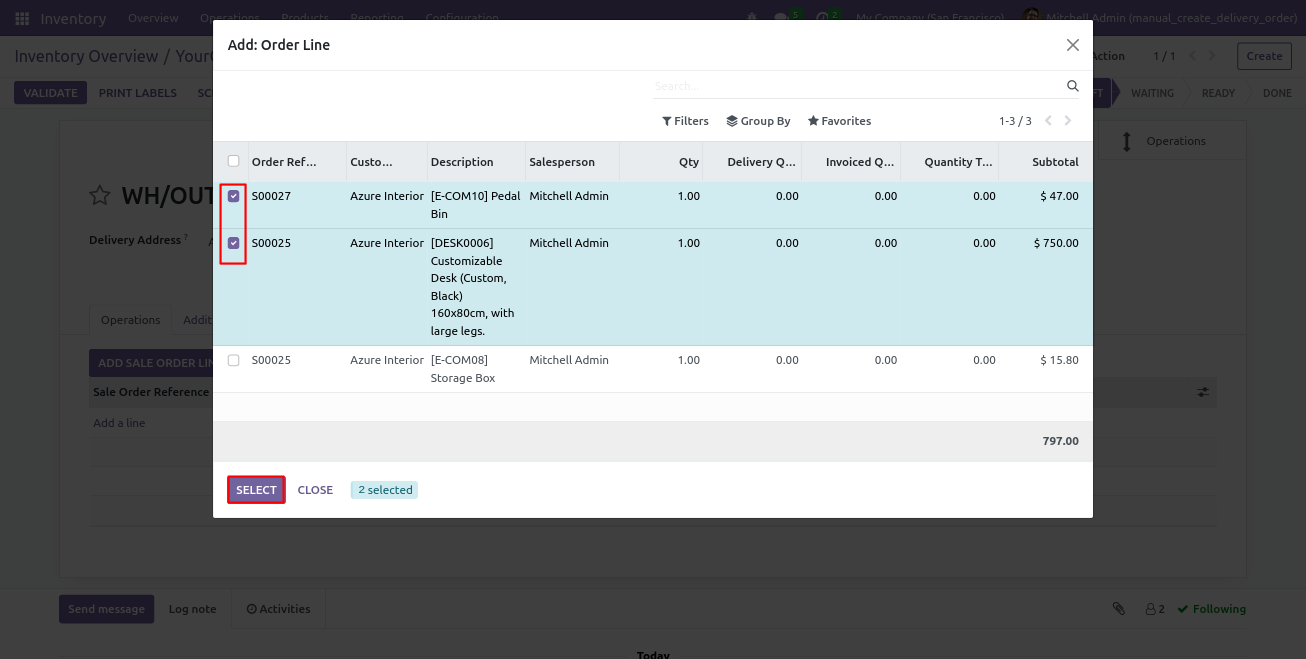 Inventory Overview Operations Products Reporting Configuration 5 2 My Company (San Francisco) Mitchell Admin (manual_create_delivery_order)
Add: Order Line
Inventory Overview / Your
Action 1 / 1 Create
Search...
VALIDATE PRINT LABELS
WAITING READY DONE
Filters Group By Favorites 1-3 / 3
Operations
Order Ref... Custo... Description Salesperson Qty Delivery Q... Invoiced Q... Quantity T... Subtotal
S00027 Azure Interior [E-COM10] Pedal Mitchell Admin 1.00 0.00 0.00 0.00 $ 47.00
Bin
WH/OUT
Delivery Address ?
S00025 Azure Interior [DESK0006] Mitchell Admin 1.00 0.00 0.00 0.00 $ 750.00
Customizable
Desk (Custom,
Black)
160x80cm, with
large legs.
Operations Addit
S00025 Azure Interior [E-COM08] Mitchell Admin 1.00 0.00 0.00 0.00 $ 15.80
Storage Box
ADD SALE ORDER LIN
Sale Order Reference
Add a line
797.00
SELECT CLOSE 2 selected
Send message Log note Activities 2 Following
Today